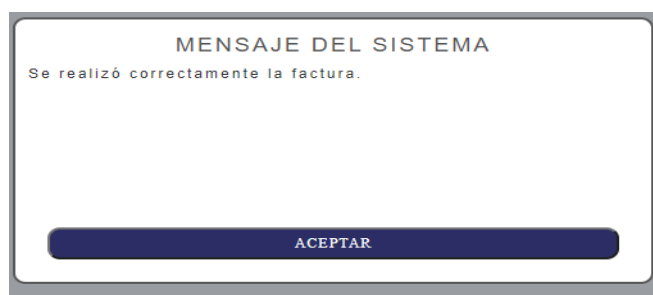 MENSAJE DEL SISTEMA
Se realizó correctamente la factura.
ACEPTAR